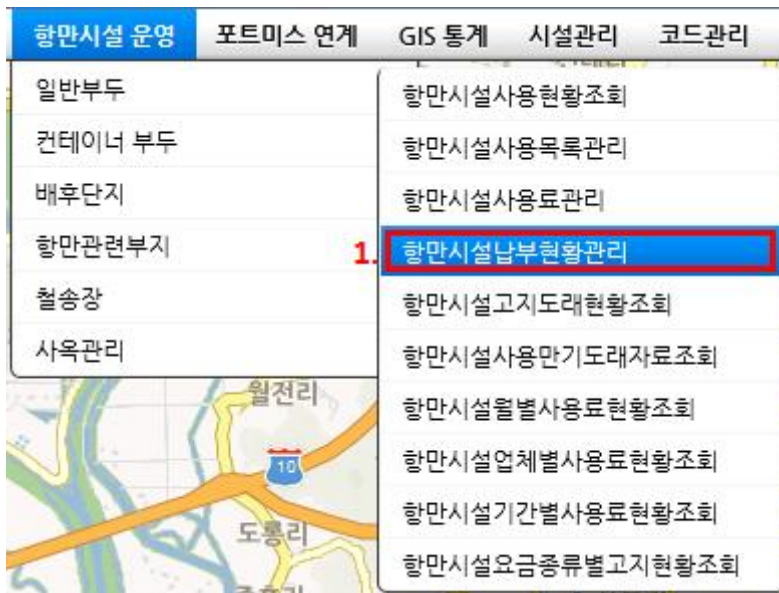 항만시설 운영 포트미스 연계 GIS 통계 시설관리 코드관리
일반부두
컨테이너 부두
배후단지
항만관련부지
철송장
사옥관리
항만시설사용현황조회
항만시설사용목록관리
항만시설사용료관리
1. 항만시설납부현황관리
항만시설고지도래현황조회
항만시설사용만기도래자료조회
항만시설월별사용료현황조회
항만시설업체별사용료현황조회
항만시설기간별사용료현황조회
항만시설요금종류별고지현황조회
월전리
10
도롱리